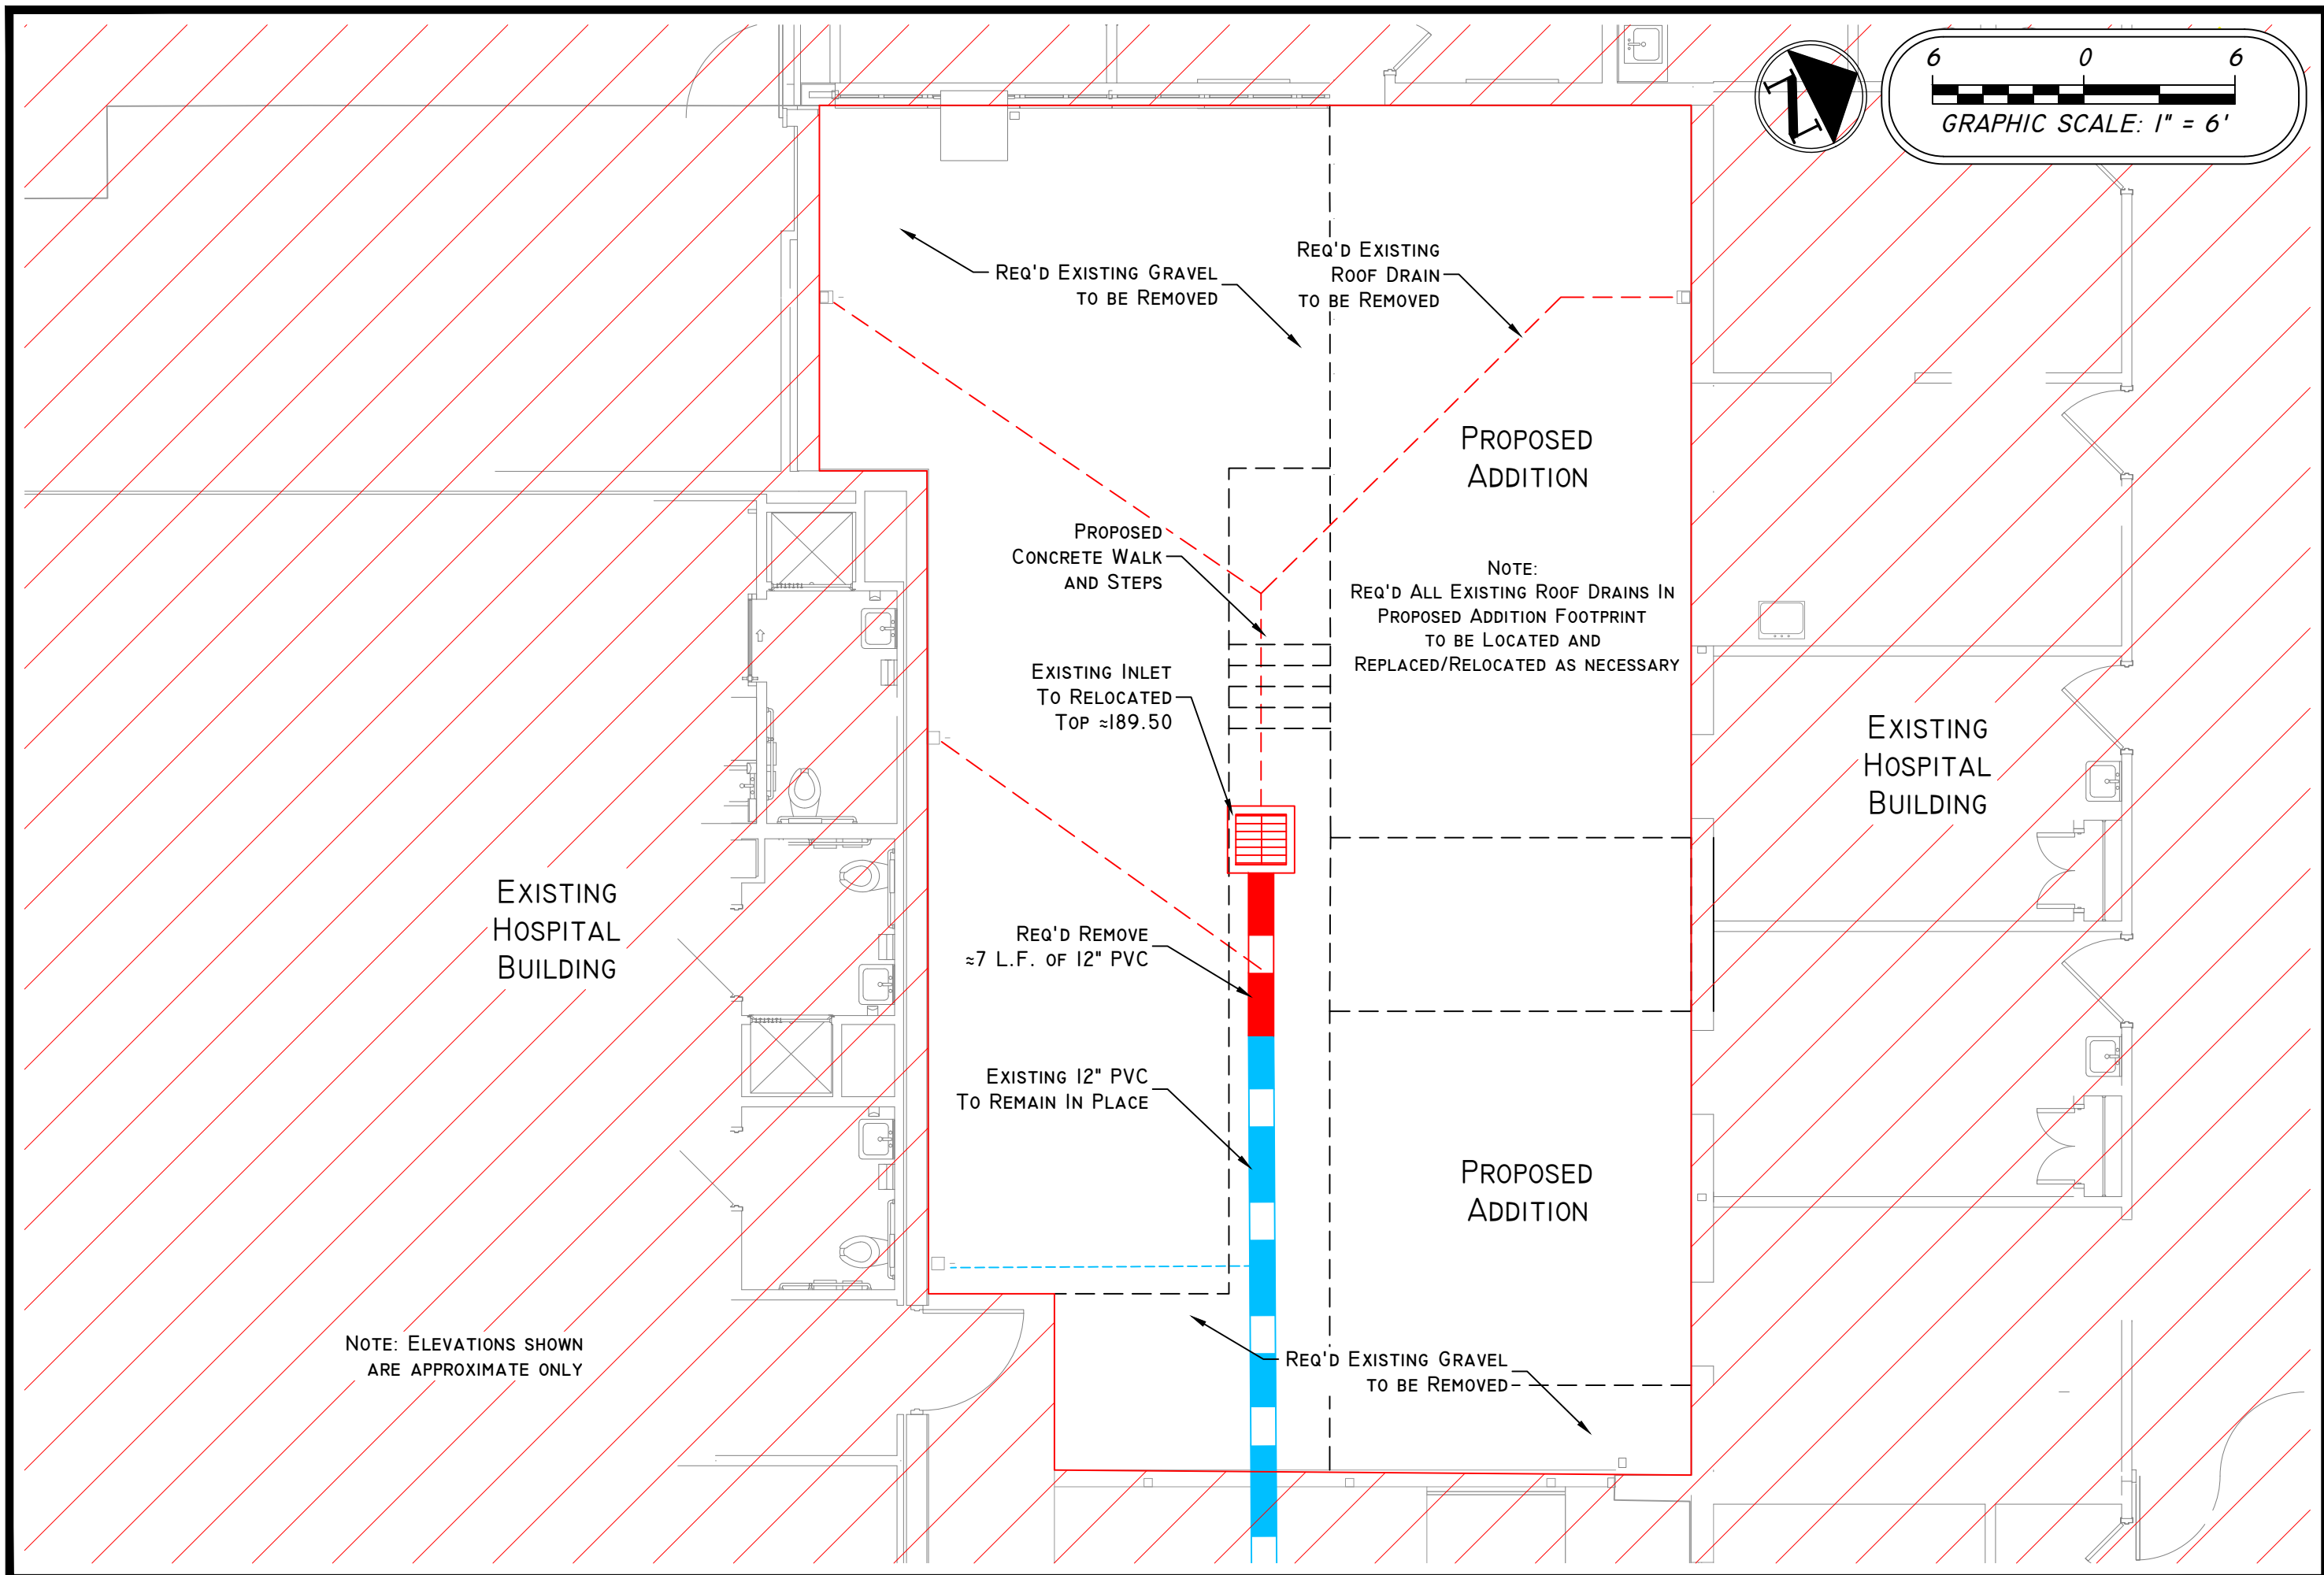 6 0 6
GRAPHIC SCALE: 1" = 6'
N
REQ'D EXISTING GRAVEL
TO BE REMOVED
REQ'D EXISTING
ROOF DRAIN
TO BE REMOVED
PROPOSED
ADDITION
PROPOSED
CONCRETE WALK
AND STEPS
NOTE:
REQ'D ALL EXISTING ROOF DRAINS IN
PROPOSED ADDITION FOOTPRINT
TO BE LOCATED AND
REPLACED/RELOCATED AS NECESSARY
EXISTING INLET
TO RELOCATED
TOP ≈189.50
EXISTING
HOSPITAL
BUILDING
EXISTING
HOSPITAL
BUILDING
REQ'D REMOVE
≈7 L.F. OF 12" PVC
EXISTING 12" PVC
TO REMAIN IN PLACE
PROPOSED
ADDITION
NOTE: ELEVATIONS SHOWN
ARE APPROXIMATE ONLY
REQ'D EXISTING GRAVEL
TO BE REMOVED